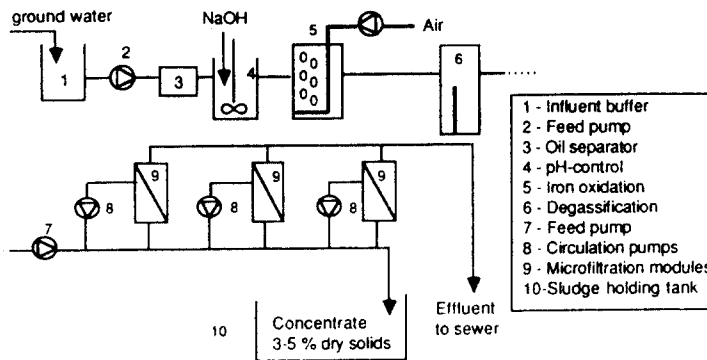 ground water
NaOH
Air
1
2
3
4
5
6
1 - Influent buffer
2 - Feed pump
3 - Oil separator
4 - pH-control
5 - Iron oxidation
6 - Degassification
7 - Feed pump
8 - Circulation pumps
9 - Microfiltration modules
10-Sludge holding tank
9
9
9
8
8
8
7
10
Concentrate
3-5 % dry solids
Effluent
to sewer